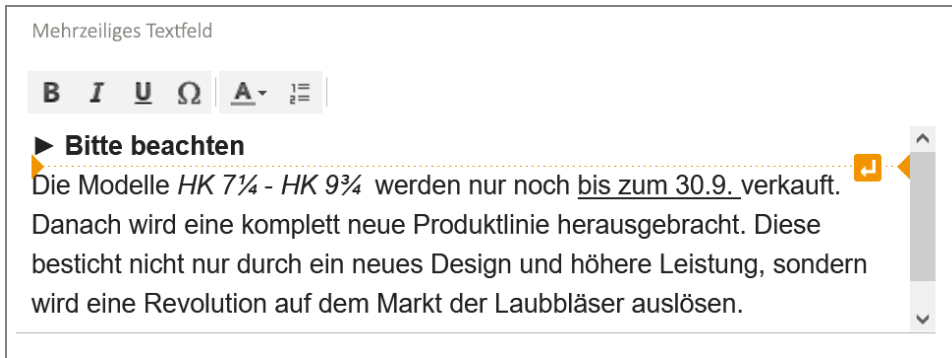 Mehrzeiliges Textfeld
B I U Ω A 1= 2=
► Bitte beachten
Die Modelle HK 7¼ - HK 9¾ werden nur noch bis zum 30.9. verkauft.
Danach wird eine komplett neue Produktlinie herausgebracht. Diese
besticht nicht nur durch ein neues Design und höhere Leistung, sondern
wird eine Revolution auf dem Markt der Laubbläser auslösen.